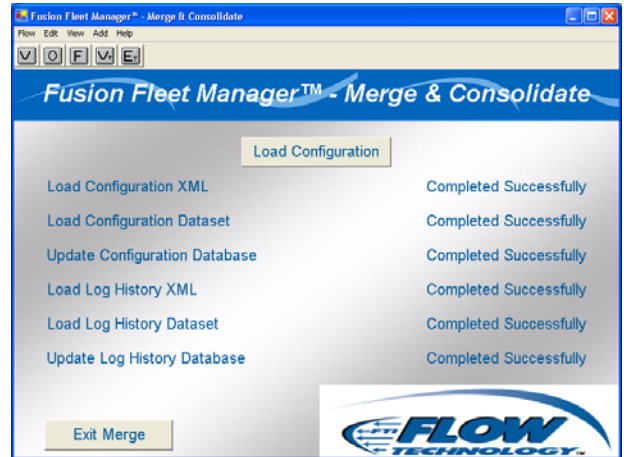 Fusion Fleet Manager™ - Merge & Consolidate
Flow Edit View Add Help
V O F V, E,
Fusion Fleet Manager™ - Merge & Consolidate
Load Configuration
Load Configuration XML Completed Successfully
Load Configuration Dataset Completed Successfully
Update Configuration Database Completed Successfully
Load Log History XML Completed Successfully
Load Log History Dataset Completed Successfully
Update Log History Database Completed Successfully
Exit Merge
FTI FLOW
TECHNOLOGY™